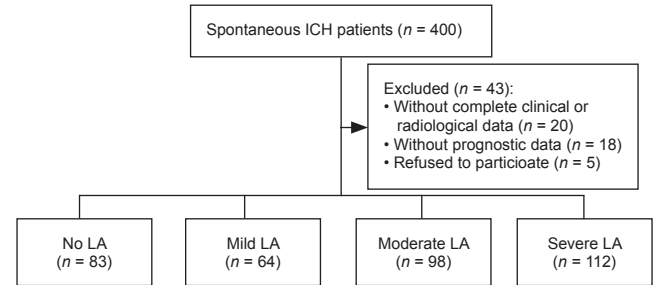 Spontaneous ICH patients (n = 400)
Excluded (n = 43):
• Without complete clinical or
radiological data (n = 20)
• Without prognostic data (n = 18)
• Refused to particioate (n = 5)
No LA
(n = 83)
Mild LA
(n = 64)
Moderate LA
(n = 98)
Severe LA
(n = 112)